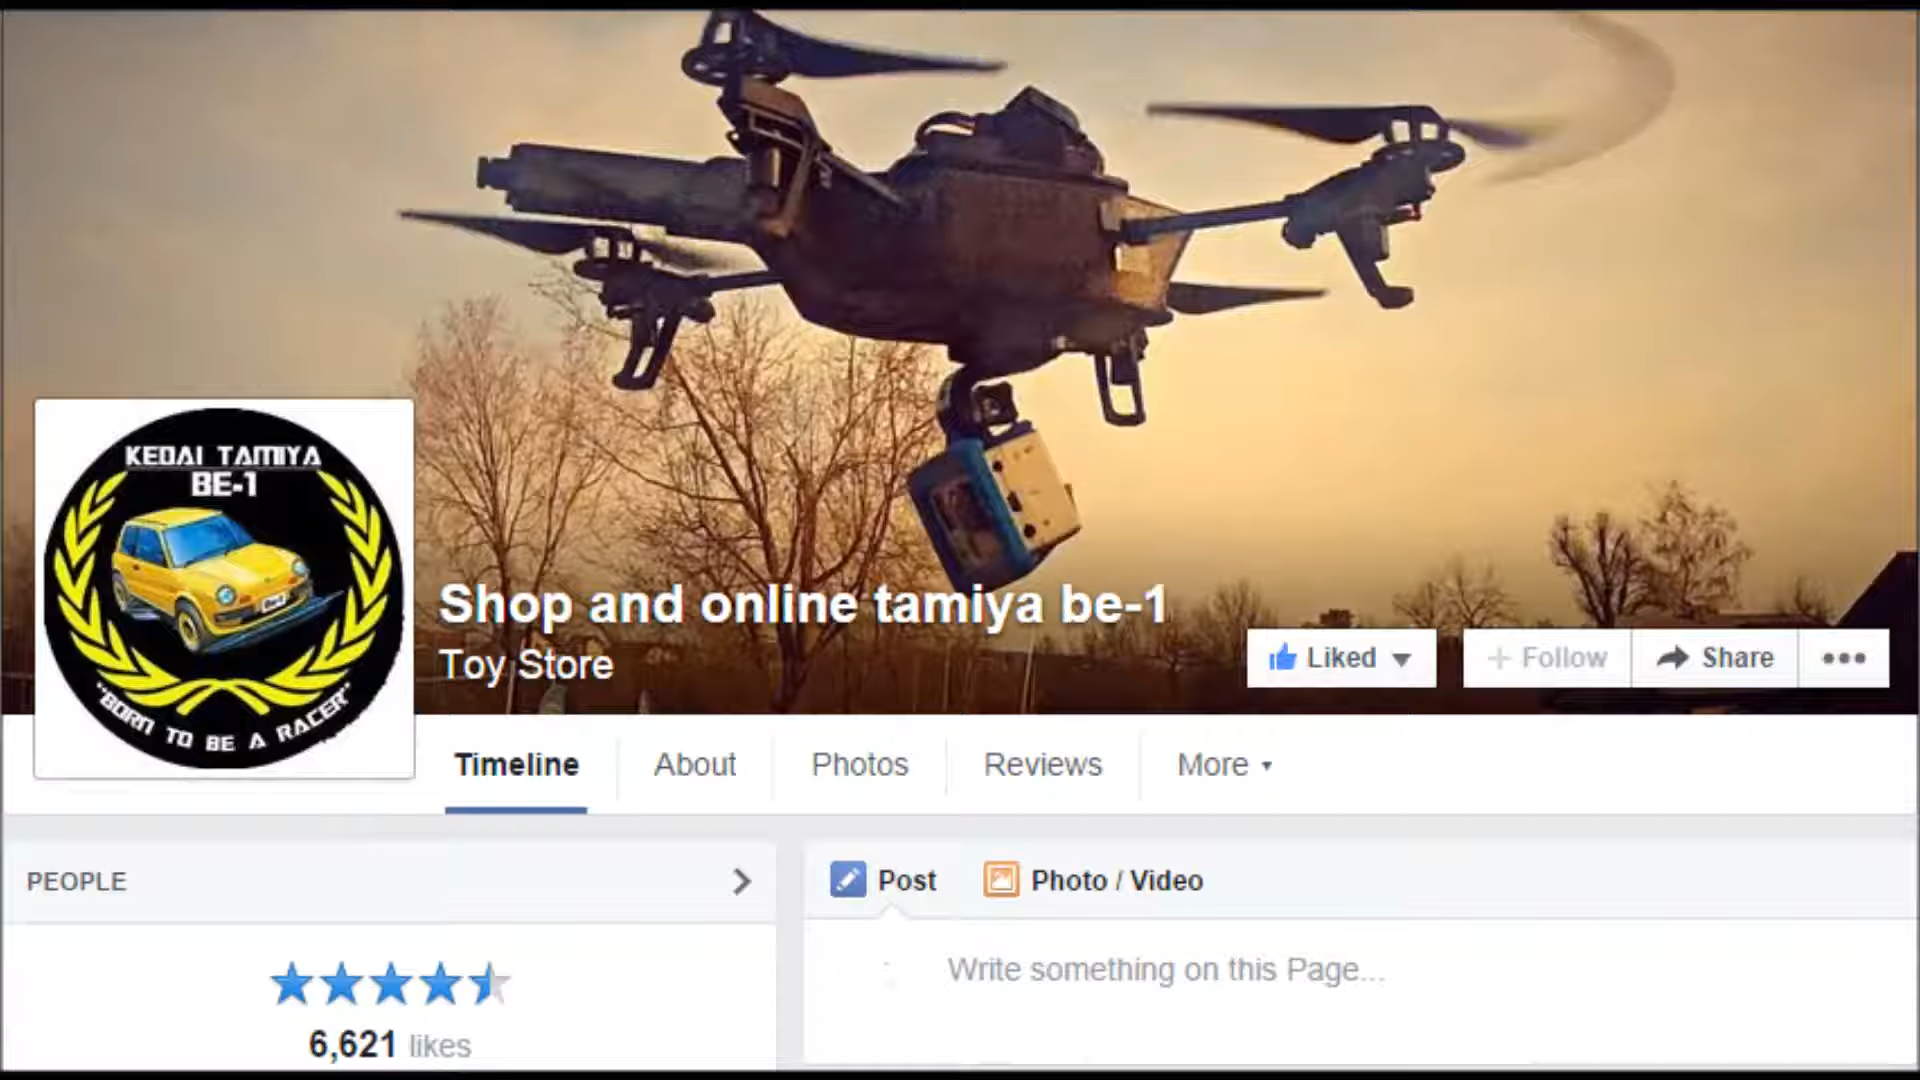 KEDAI TAMIYA
BE-1
"BORN TO BE A RACER"
Shop and online tamiya be-1
Toy Store
Liked
Follow
Share
Timeline
About
Photos
Reviews
More
PEOPLE
Post
Photo / Video
Write something on this Page...
6,621 likes